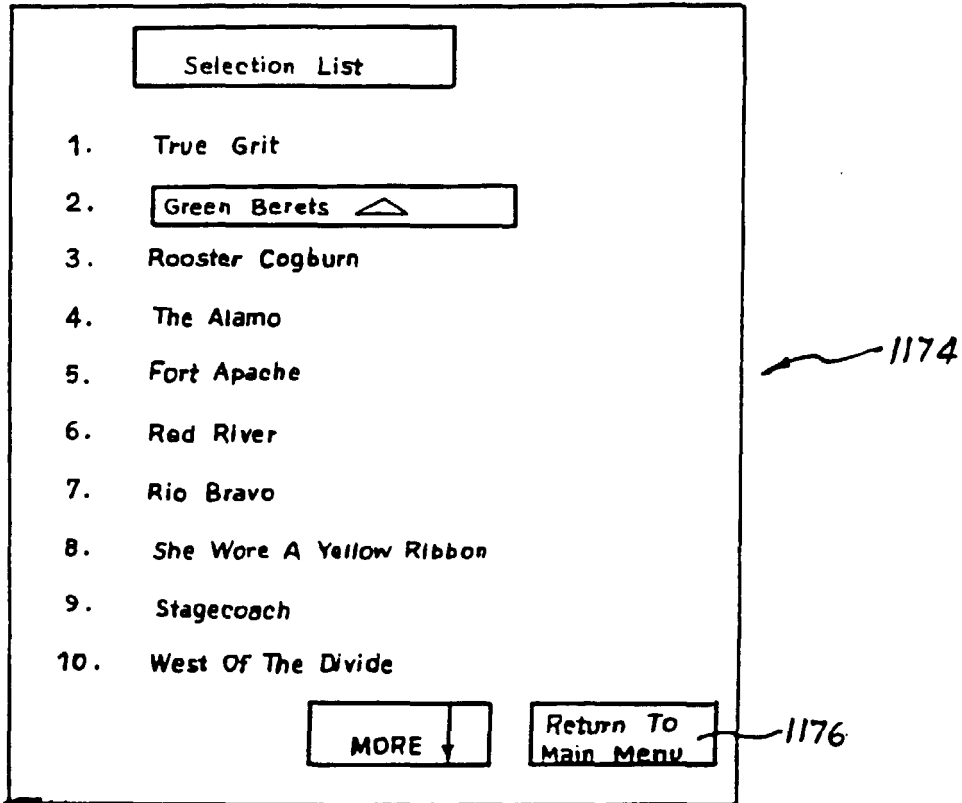 Selection List
1. True Grit
2. Green Berets
3. Rooster Cogburn
4. The Alamo
5. Fort Apache
1174
6. Red River
7. Rio Bravo
8. She Wore A Yellow Ribbon
9. Stagecoach
10. West Of The Divide
MORE
Return To
Main Menu
1176